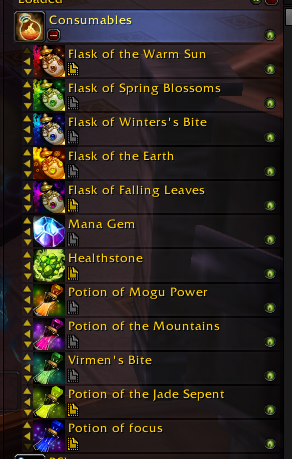 Loaded
Consumables
Flask of the Warm Sun
Flask of Spring Blossoms
Flask of Winters's Bite
Flask of the Earth
Flask of Falling Leaves
Mana Gem
Healthstone
Potion of Mogu Power
Potion of the Mountains
Virmen's Bite
Potion of the Jade Sepent
Potion of focus